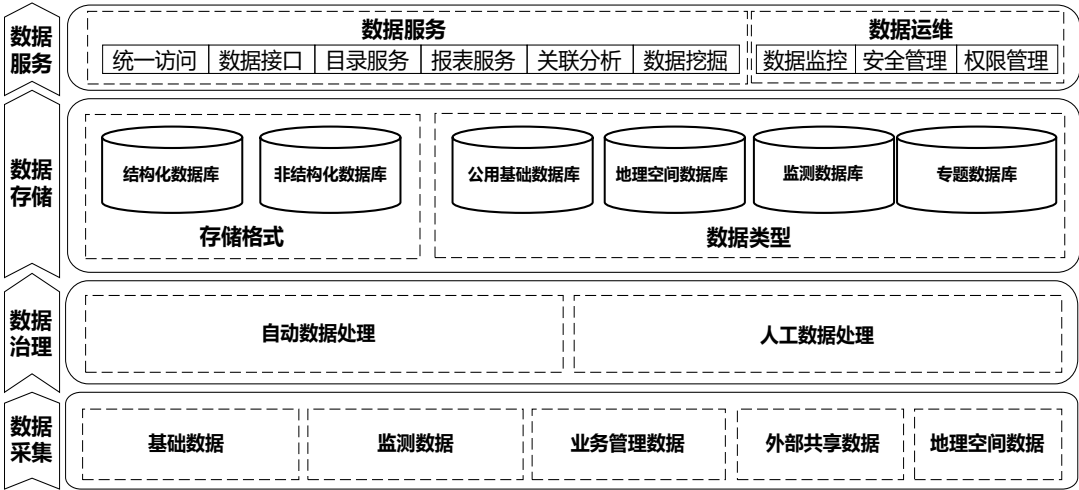 数据
服务
数据服务
统一访问 数据接口 目录服务 报表服务 关联分析 数据挖掘
数据运维
数据监控 安全管理 权限管理
数据
存储
结构化数据库 非结构化数据库
存储格式
公用基础数据库 地理空间数据库 监测数据库 专题数据库
数据类型
数据
治理
自动数据处理 人工数据处理
数据
采集
基础数据 监测数据 业务管理数据 外部共享数据 地理空间数据